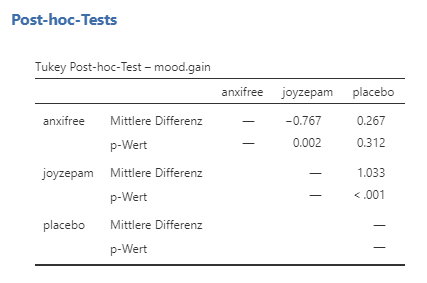 Post-hoc-Tests
Tukey Post-hoc-Test – mood.gain
anxifree joyzepam placebo
anxifree Mittlere Differenz — −0.767 0.267
p-Wert — 0.002 0.312
joyzepam Mittlere Differenz — 1.033
p-Wert — < .001
placebo Mittlere Differenz —
p-Wert —